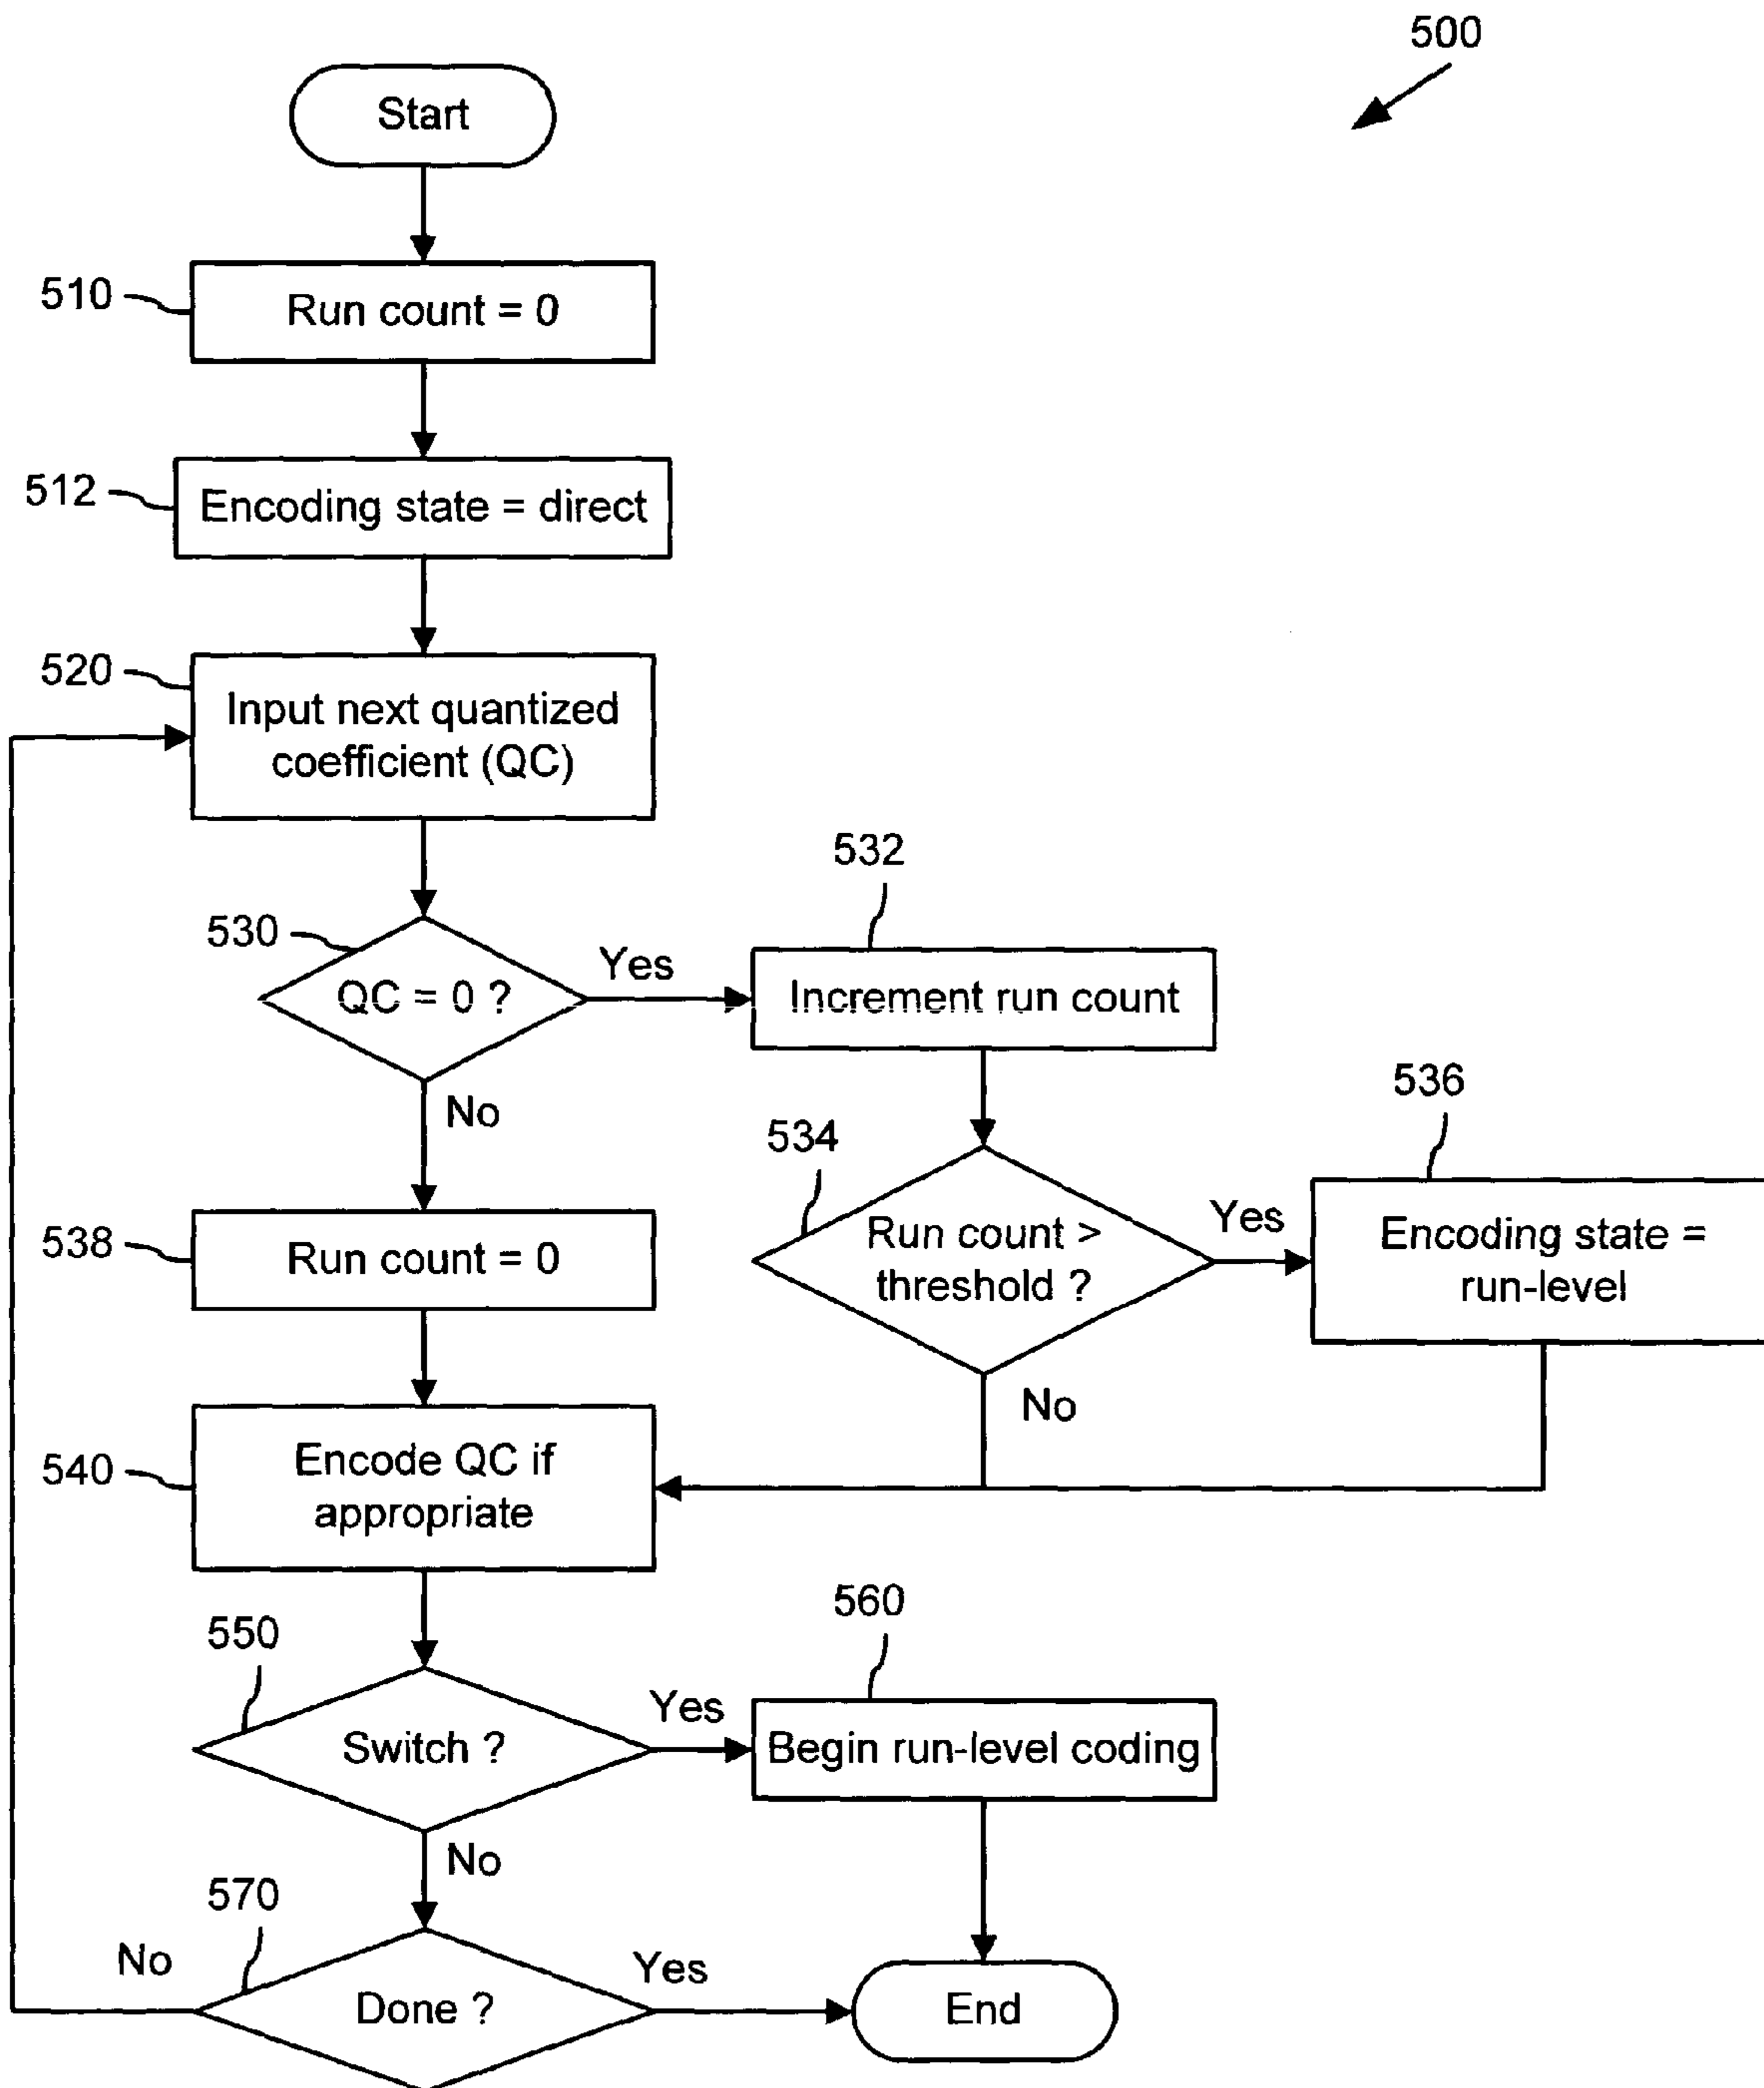 500
Start
510
Run count = 0
512
Encoding state = direct
520
Input next quantized
coefficient (QC)
532
530
QC = 0 ?
Yes
Increment run count
No
536
534
538
Run count = 0
Run count >
threshold ?
Yes
Encoding state =
run-level
No
540
Encode QC if
appropriate
560
550
Switch ?
Yes
Begin run-level coding
No
570
No
Done ?
Yes
End